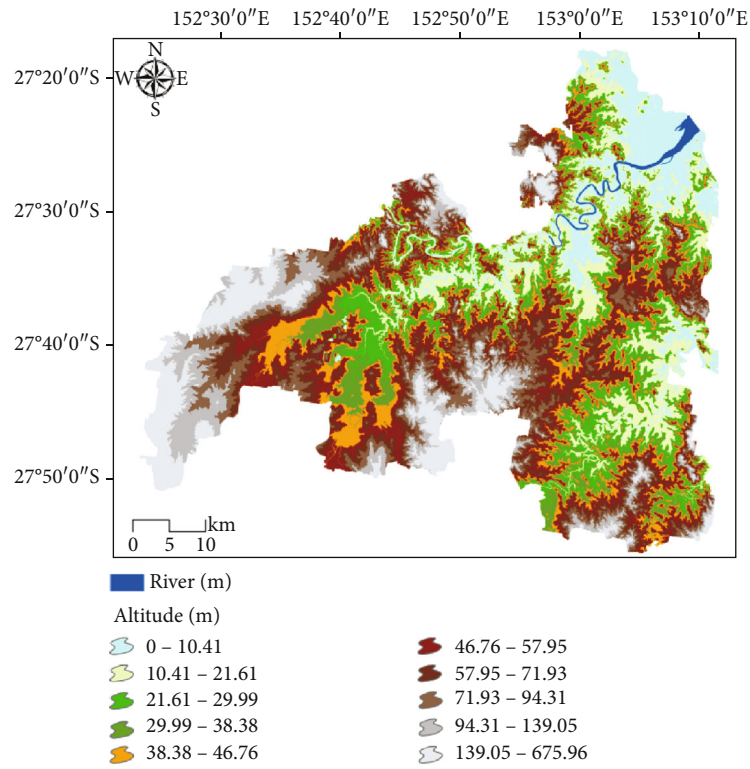 152°30′0″E 152°40′0″E 152°50′0″E 153°0′0″E 153°10′0″E
N
W E
S
27°20′0″S
27°30′0″S
27°40′0″S
27°50′0″S
km
0 5 10
River (m)
Altitude (m)
0 – 10.41
10.41 – 21.61
21.61 – 29.99
29.99 – 38.38
38.38 – 46.76
46.76 – 57.95
57.95 – 71.93
71.93 – 94.31
94.31 – 139.05
139.05 – 675.96